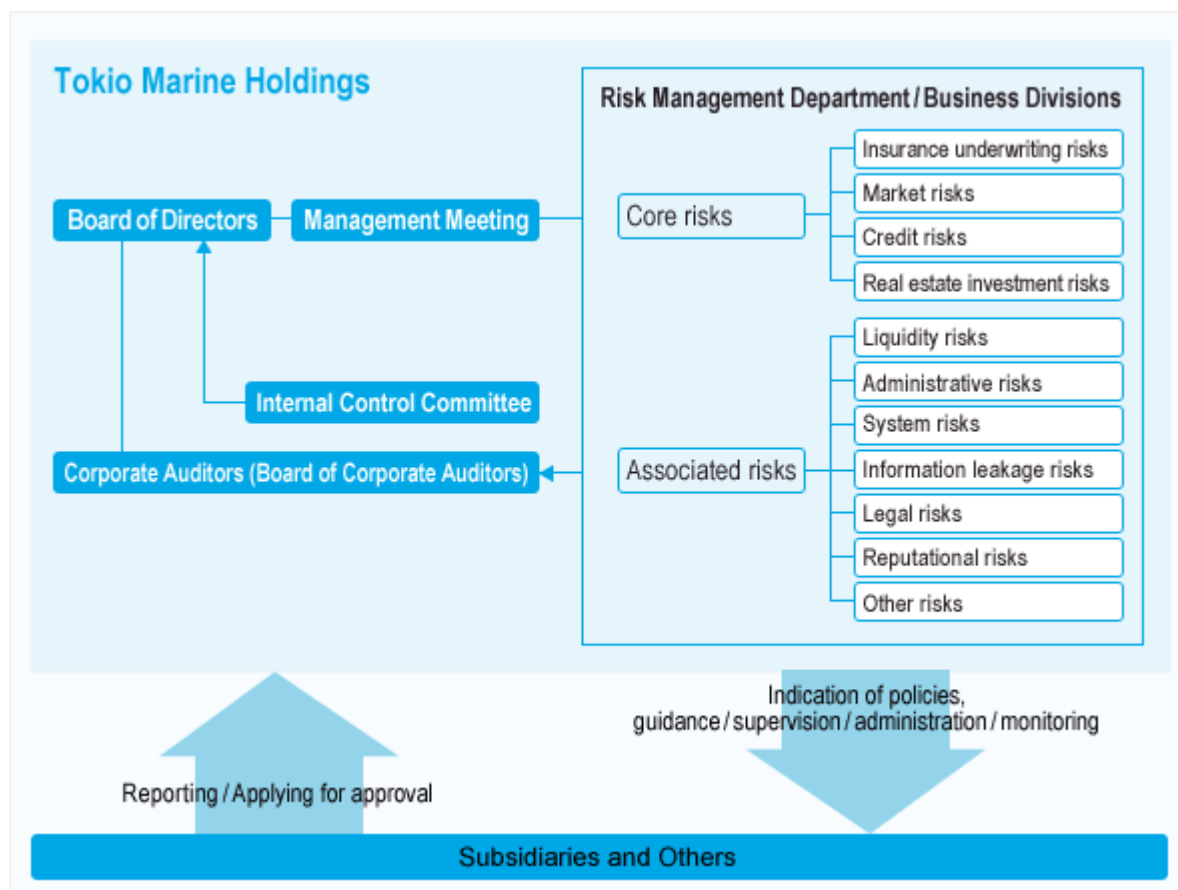 Tokio Marine Holdings
Risk Management Department / Business Divisions
Board of Directors
Management Meeting
Internal Control Committee
Corporate Auditors (Board of Corporate Auditors)
Core risks
Insurance underwriting risks
Market risks
Credit risks
Real estate investment risks
Associated risks
Liquidity risks
Administrative risks
System risks
Information leakage risks
Legal risks
Reputational risks
Other risks
Reporting / Applying for approval
Indication of policies,
guidance / supervision / administration / monitoring
Subsidiaries and Others